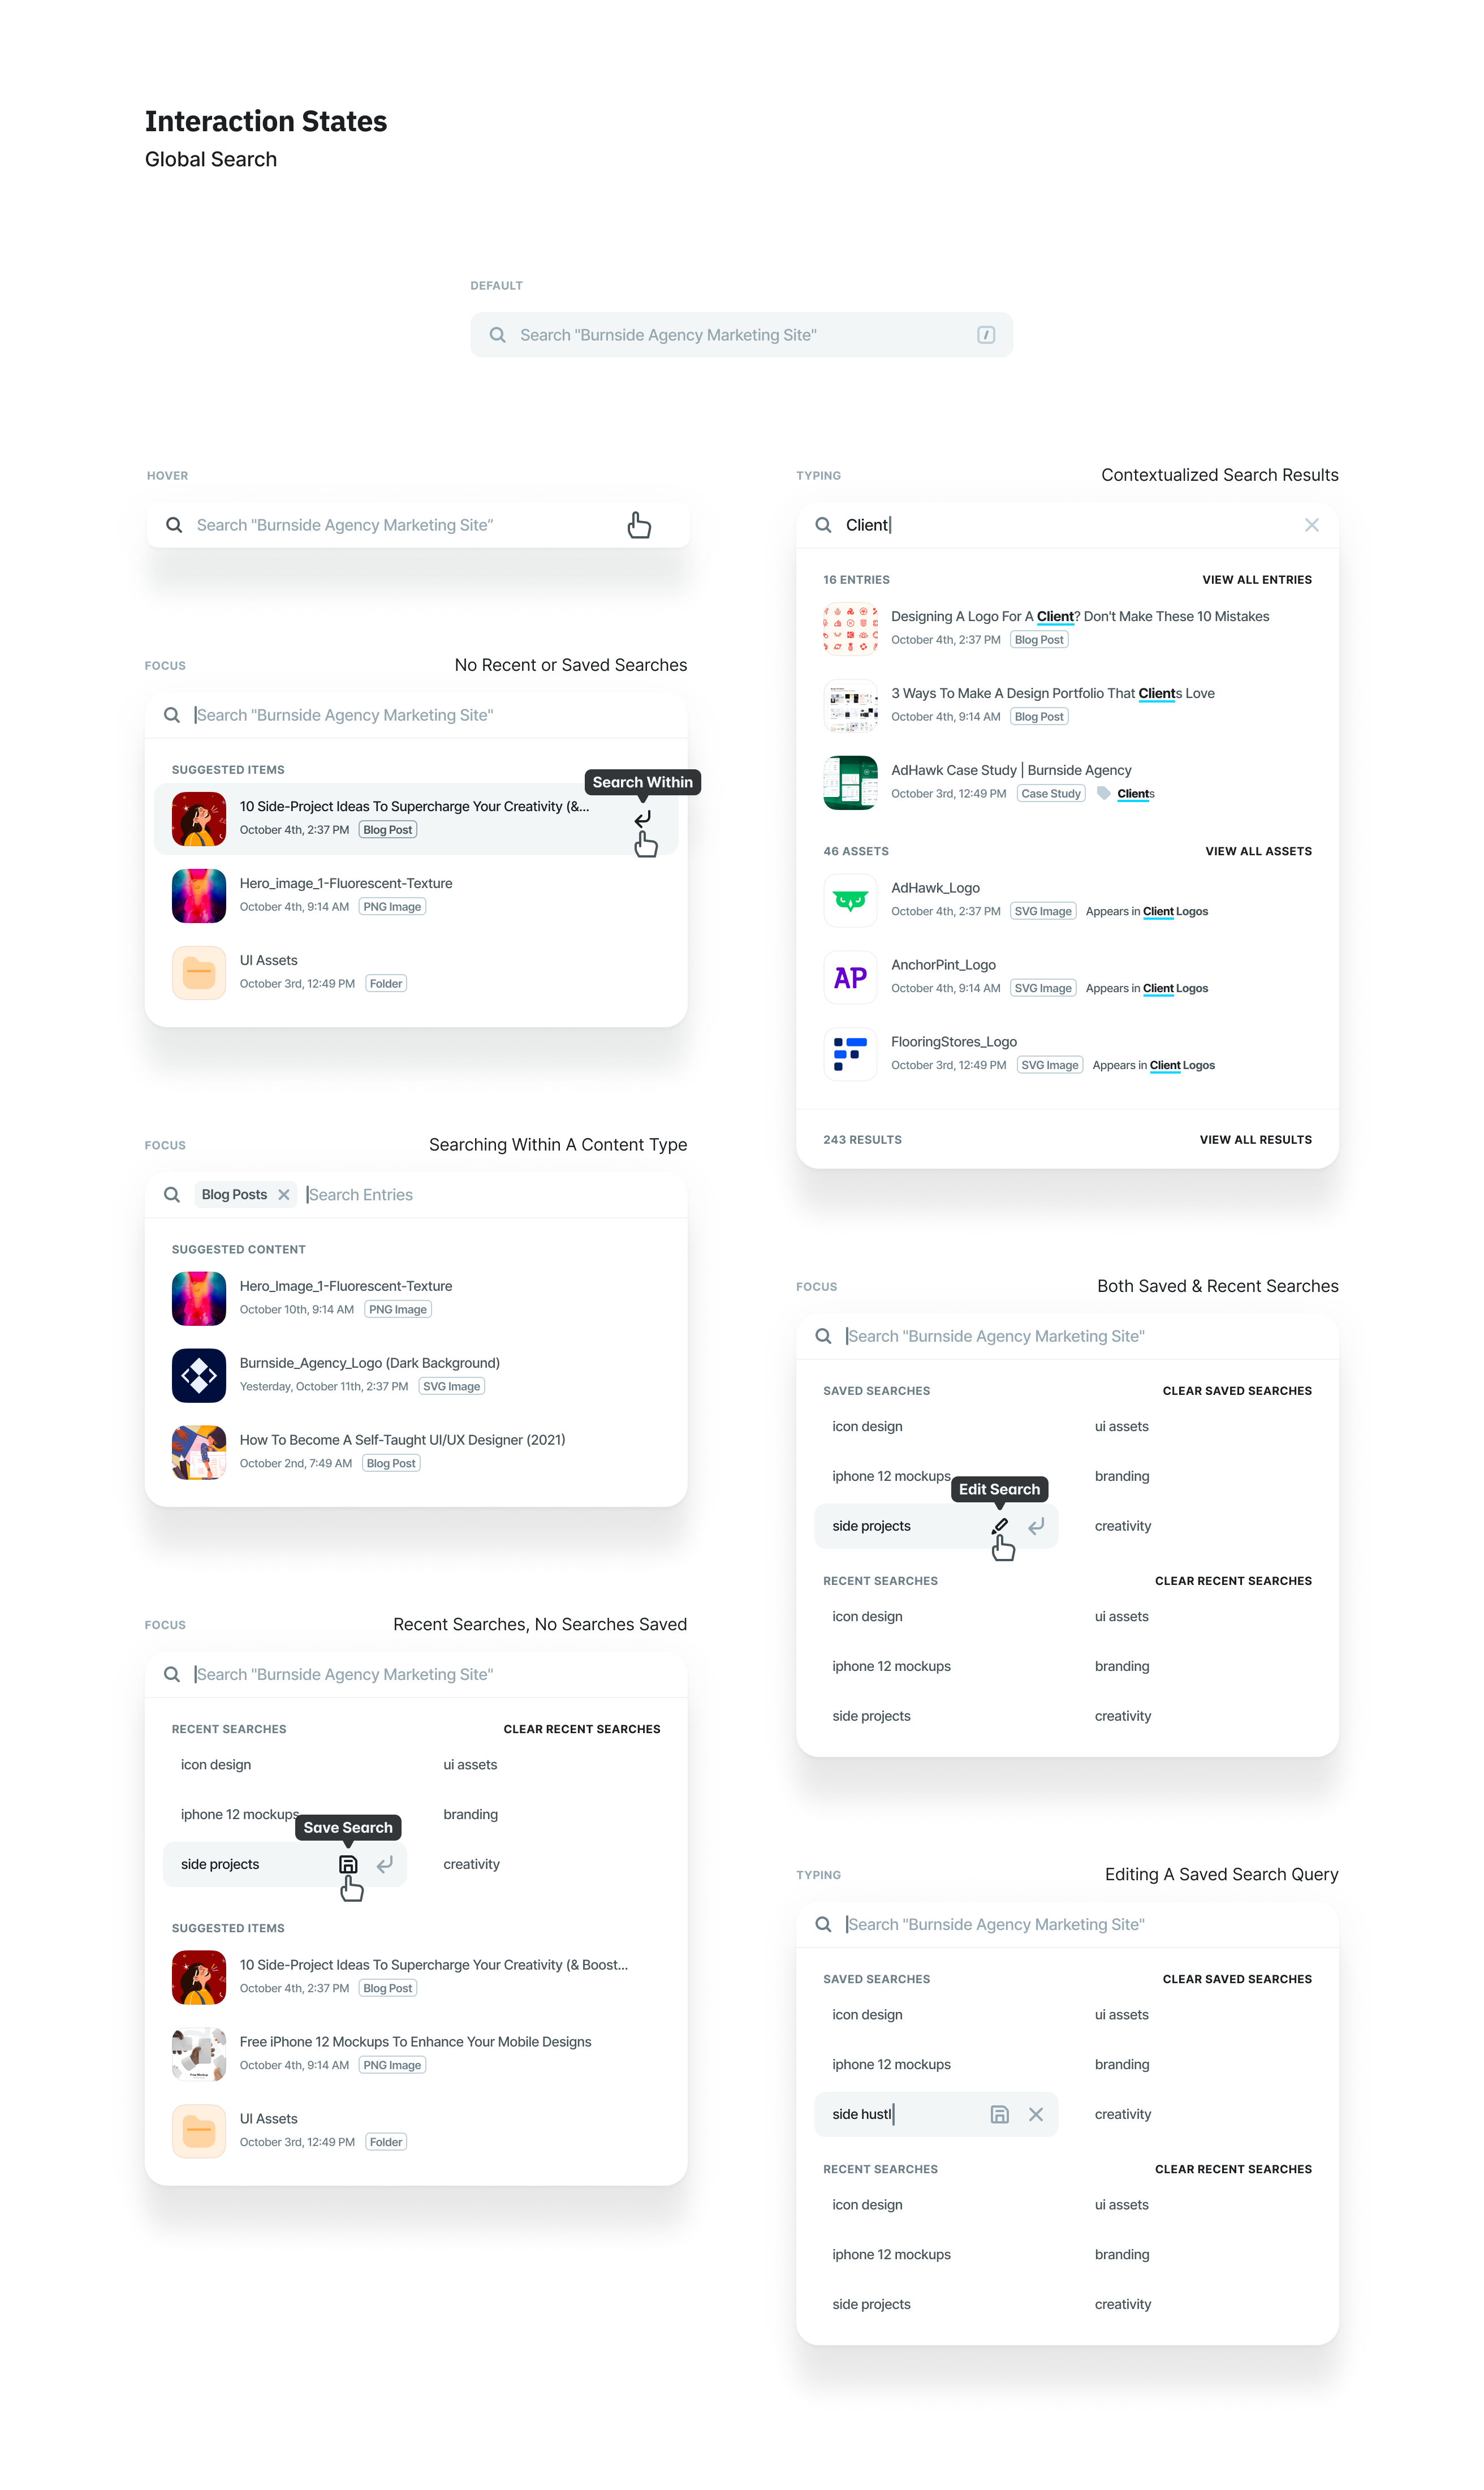 Interaction States
Global Search
DEFAULT
Search "Burnside Agency Marketing Site"
/
HOVER
Search "Burnside Agency Marketing Site”
FOCUS
No Recent or Saved Searches
Search "Burnside Agency Marketing Site"
SUGGESTED ITEMS
Search Within
10 Side-Project Ideas To Supercharge Your Creativity (&...
October 4th, 2:37 PM Blog Post
Hero_image_1-Fluorescent-Texture
October 4th, 9:14 AM PNG Image
UI Assets
October 3rd, 12:49 PM Folder
FOCUS
Searching Within A Content Type
Blog Posts Search Entries
SUGGESTED CONTENT
Hero_Image_1-Fluorescent-Texture
October 10th, 9:14 AM PNG Image
Burnside_Agency_Logo (Dark Background)
Yesterday, October 11th, 2:37 PM SVG Image
How To Become A Self-Taught UI/UX Designer (2021)
October 2nd, 7:49 AM Blog Post
FOCUS
Recent Searches, No Searches Saved
Search "Burnside Agency Marketing Site"
RECENT SEARCHES CLEAR RECENT SEARCHES
icon design ui assets
iphone 12 mockups branding
Save Search
side projects creativity
SUGGESTED ITEMS
10 Side-Project Ideas To Supercharge Your Creativity (& Boost...
October 4th, 2:37 PM Blog Post
Free iPhone 12 Mockups To Enhance Your Mobile Designs
October 4th, 9:14 AM PNG Image
UI Assets
October 3rd, 12:49 PM Folder
TYPING
Contextualized Search Results
Client
16 ENTRIES VIEW ALL ENTRIES
Designing A Logo For A Client? Don't Make These 10 Mistakes
October 4th, 2:37 PM Blog Post
3 Ways To Make A Design Portfolio That Clients Love
October 4th, 9:14 AM Blog Post
AdHawk Case Study | Burnside Agency
October 3rd, 12:49 PM Case Study Clients
46 ASSETS VIEW ALL ASSETS
AdHawk_Logo
October 4th, 2:37 PM SVG Image Appears in Client Logos
AP
AnchorPint_Logo
October 4th, 9:14 AM SVG Image Appears in Client Logos
FlooringStores_Logo
October 3rd, 12:49 PM SVG Image Appears in Client Logos
243 RESULTS VIEW ALL RESULTS
FOCUS
Both Saved & Recent Searches
Search "Burnside Agency Marketing Site"
SAVED SEARCHES CLEAR SAVED SEARCHES
icon design ui assets
iphone 12 mockups branding
Edit Search
side projects creativity
RECENT SEARCHES CLEAR RECENT SEARCHES
icon design ui assets
iphone 12 mockups branding
side projects creativity
TYPING
Editing A Saved Search Query
Search "Burnside Agency Marketing Site"
SAVED SEARCHES CLEAR SAVED SEARCHES
icon design ui assets
iphone 12 mockups branding
side hustl creativity
RECENT SEARCHES CLEAR RECENT SEARCHES
icon design ui assets
iphone 12 mockups branding
side projects creativity